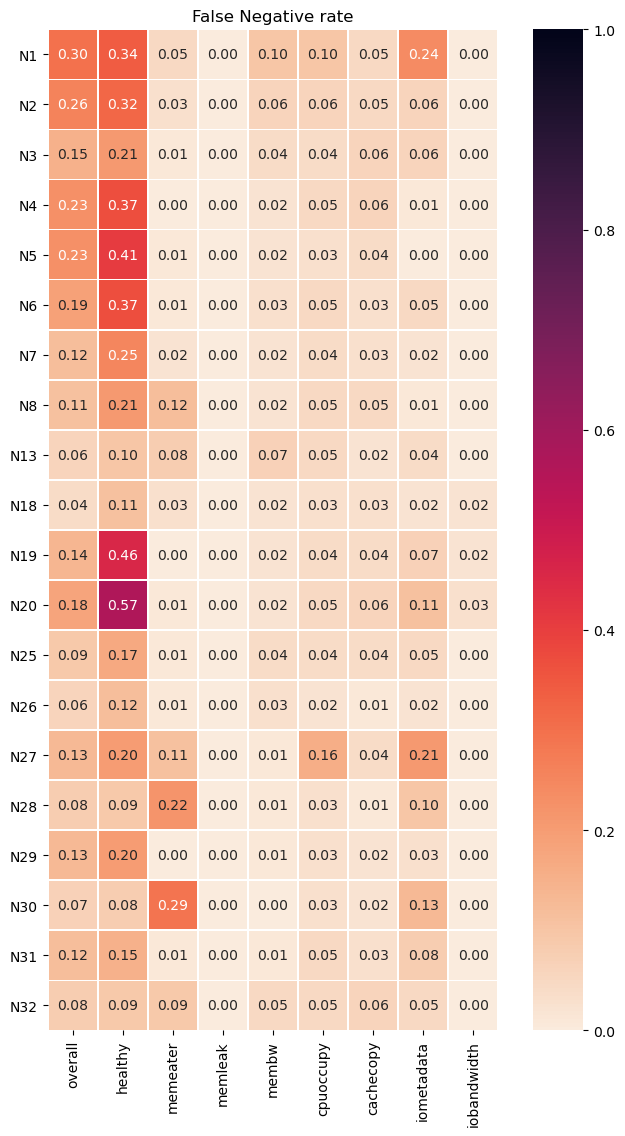 False Negative rate
N1 0.30 0.34 0.05 0.00 0.10 0.10 0.05 0.24 0.00
N2 0.26 0.32 0.03 0.00 0.06 0.06 0.05 0.06 0.00
N3 0.15 0.21 0.01 0.00 0.04 0.04 0.06 0.06 0.00
N4 0.23 0.37 0.00 0.00 0.02 0.05 0.06 0.01 0.00
N5 0.23 0.41 0.01 0.00 0.02 0.03 0.04 0.00 0.00
N6 0.19 0.37 0.01 0.00 0.03 0.05 0.03 0.05 0.00
N7 0.12 0.25 0.02 0.00 0.02 0.04 0.03 0.02 0.00
N8 0.11 0.21 0.12 0.00 0.02 0.05 0.05 0.01 0.00
N13 0.06 0.10 0.08 0.00 0.07 0.05 0.02 0.04 0.00
N18 0.04 0.11 0.03 0.00 0.02 0.03 0.03 0.02 0.02
N19 0.14 0.46 0.00 0.00 0.02 0.04 0.04 0.07 0.02
N20 0.18 0.57 0.01 0.00 0.02 0.05 0.06 0.11 0.03
N25 0.09 0.17 0.01 0.00 0.04 0.04 0.04 0.05 0.00
N26 0.06 0.12 0.01 0.00 0.03 0.02 0.01 0.02 0.00
N27 0.13 0.20 0.11 0.00 0.01 0.16 0.04 0.21 0.00
N28 0.08 0.09 0.22 0.00 0.01 0.03 0.01 0.10 0.00
N29 0.13 0.20 0.00 0.00 0.01 0.03 0.02 0.03 0.00
N30 0.07 0.08 0.29 0.00 0.00 0.03 0.02 0.13 0.00
N31 0.12 0.15 0.01 0.00 0.01 0.05 0.03 0.08 0.00
N32 0.08 0.09 0.09 0.00 0.05 0.05 0.06 0.05 0.00
overall
healthy
memeater
memleak
membw
cpuoccupy
cachecopy
iometadata
iobandwidth
1.0
0.8
0.6
0.4
0.2
0.0